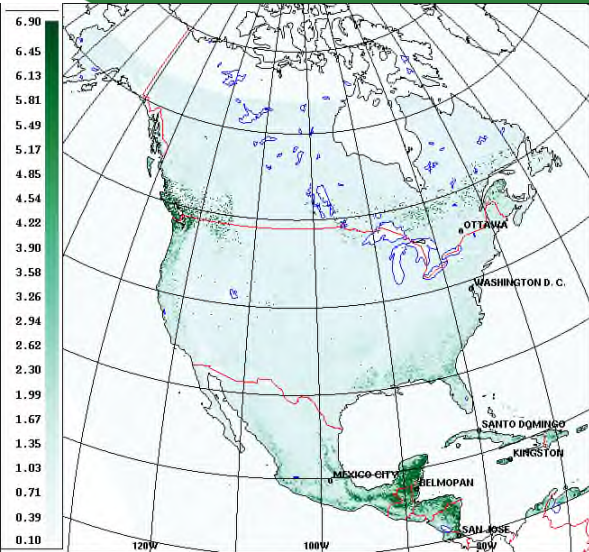 6.90
6.45
6.13
5.81
5.49
5.17
4.85
4.54
4.22
3.90
3.58
3.26
2.94
2.62
2.30
1.99
1.67
1.35
1.03
0.71
0.39
0.10
OTTAWA
WASHINGTON D. C.
SANTO DOMINGO
KINGSTON
MEXICO CITY
BELMOPAN
SAN JOSE
120W
100W
80W